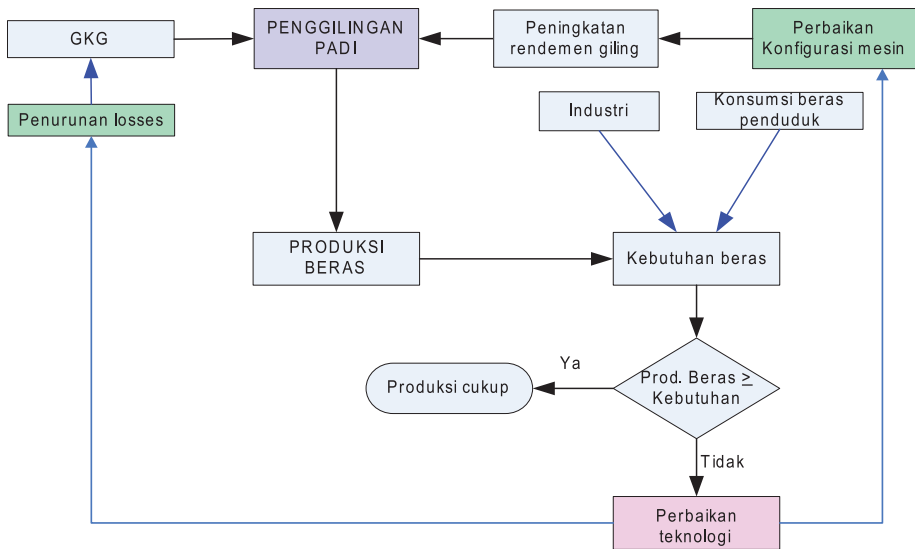 GKG
PENGGILINGAN
PADI
Peningkatan
rendemen giling
Perbaikan
Konfigurasi mesin
Penurunan losses
Industri
Konsumsi beras
penduduk
PRODUKSI
BERAS
Kebutuhan beras
Ya
Produksi cukup
Prod. Beras ≥
Kebutuhan
Tidak
Perbaikan
teknologi